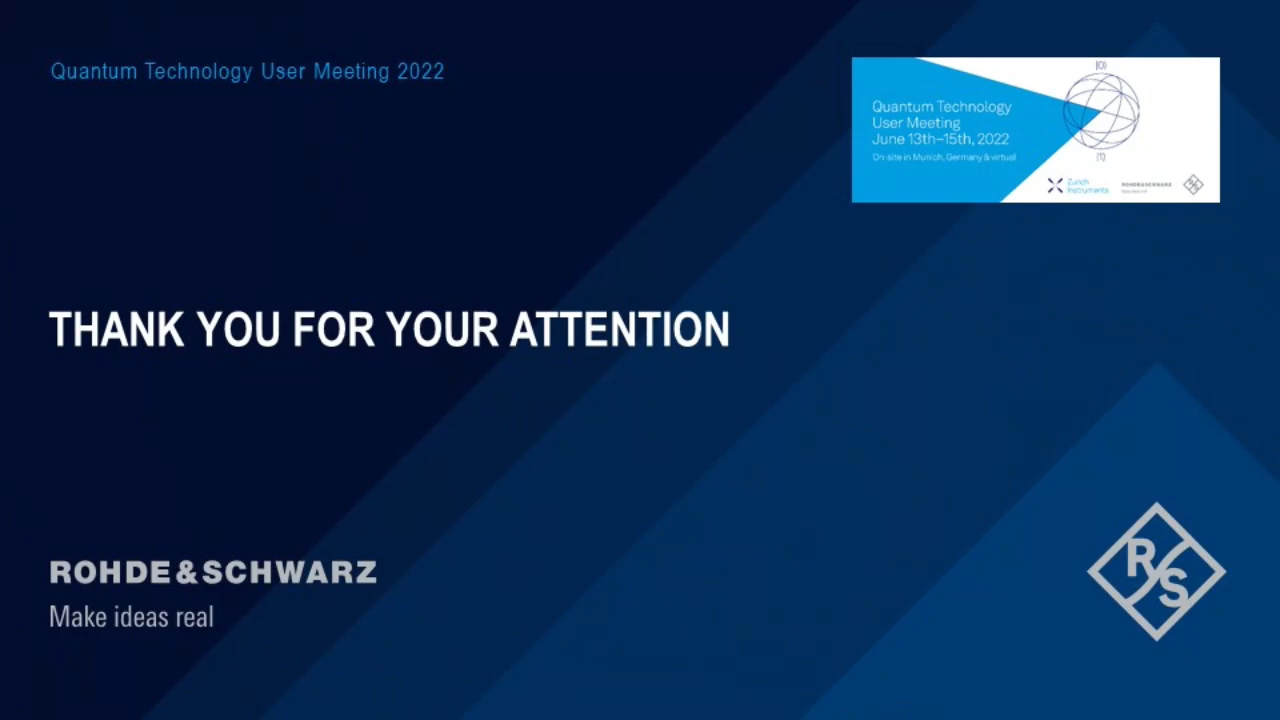 Quantum Technology User Meeting 2022
|0⟩
Quantum Technology
User Meeting
June 13th–15th, 2022
On-site in Munich, Germany & virtual
|1⟩
Zurich
Instruments
ROHDE&SCHWARZ
R S
THANK YOU FOR YOUR ATTENTION
ROHDE&SCHWARZ
Make ideas real
R S